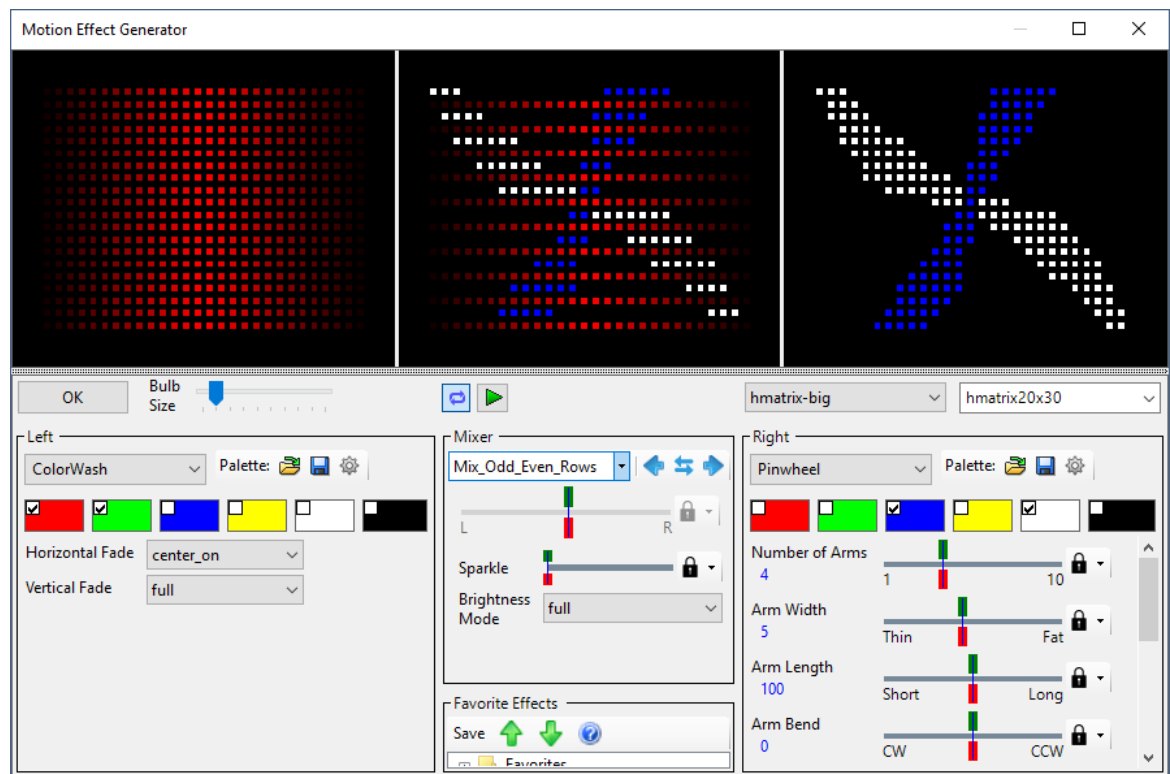 Motion Effect Generator
OK
Bulb
Size
hmatrix-big
hmatrix20x30
Left
ColorWash
Palette:
Horizontal Fade
center_on
Vertical Fade
full
Mixer
Mix_Odd_Even_Rows
L
R
Sparkle
Brightness
Mode
full
Favorite Effects
Save
Favorites
Right
Pinwheel
Palette:
Number of Arms
4
1
10
Arm Width
5
Thin
Fat
Arm Length
100
Short
Long
Arm Bend
0
CW
CCW